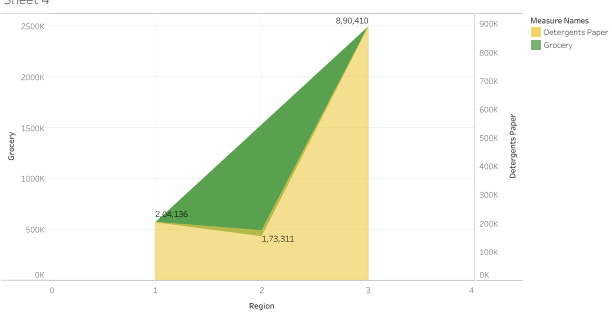 Sheet 4
Measure Names
Detergents Paper
Grocery
8,90,410
2500K
2000K
1500K
1000K
500K
0K
Grocery
900K
800K
700K
600K
500K
400K
300K
200K
100K
0K
Detergents Paper
2,04,136
1,73,311
0
1
2
3
4
Region